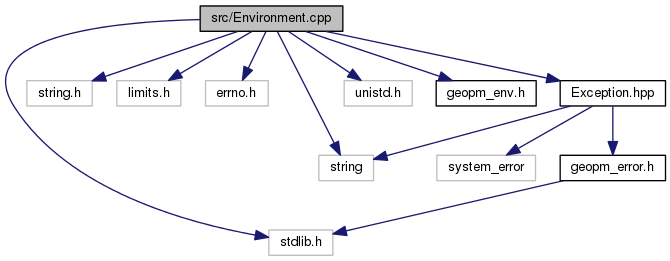 src/Environment.cpp
string.h
limits.h
errno.h
unistd.h
geopm_env.h
Exception.hpp
string
system_error
geopm_error.h
stdlib.h